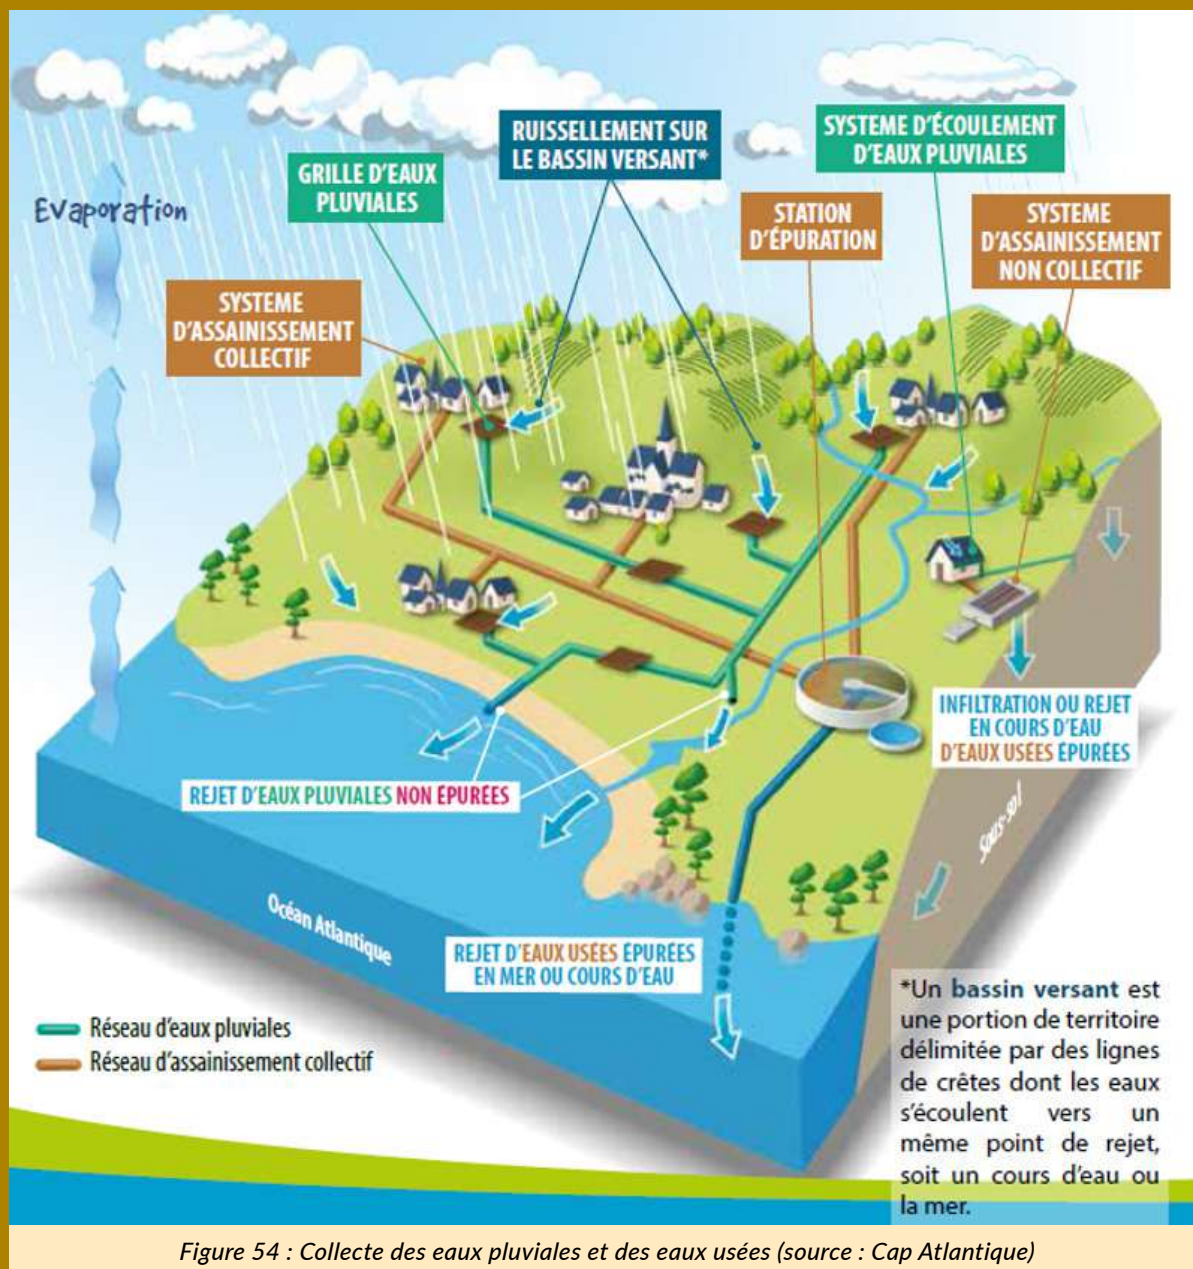 RUISSELLEMENT SUR
LE BASSIN VERSANT*
SYSTEME D'ÉCOULEMENT
D'EAUX PLUVIALES
GRILLE D'EAUX
PLUVIALES
Evaporation
STATION
D'ÉPURATION
SYSTEME
D'ASSAINISSEMENT
NON COLLECTIF
SYSTEME
D'ASSAINISSEMENT
COLLECTIF
INFILTRATION OU REJET
EN COURS D'EAU
D'EAUX USÉES ÉPURÉES
REJET D'EAUX PLUVIALES NON ÉPURÉES
Sous-sol
Océan Atlantique
REJET D'EAUX USÉES ÉPURÉES
EN MER OU COURS D'EAU
Réseau d'eaux pluviales
Réseau d'assainissement collectif
*Un bassin versant est
une portion de territoire
délimitée par des lignes
de crêtes dont les eaux
s'écoulent vers un
même point de rejet,
soit un cours d'eau ou
la mer.
Figure 54 : Collecte des eaux pluviales et des eaux usées (source : Cap Atlantique)